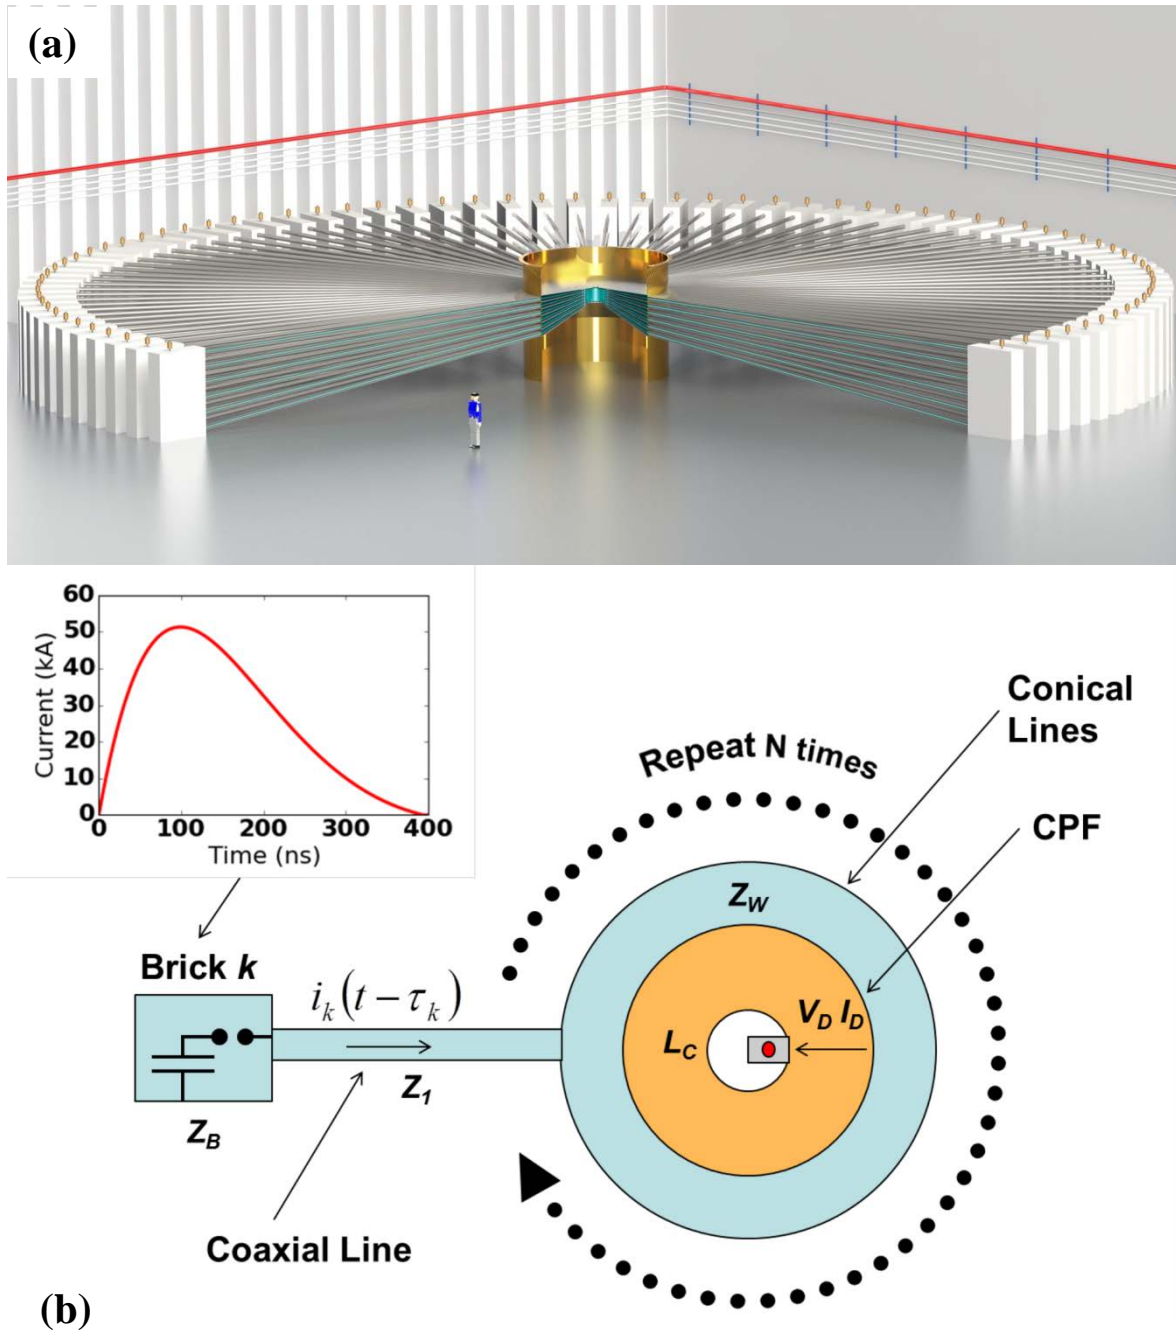 (a)
60
50
40
30
20
10
0
Current (kA)
0 100 200 300 400
Time (ns)
Conical
Lines
Repeat N times
CPF
Z_W
Brick k
i_k(t − τ_k)
V_D I_D
L_C
Z_1
Z_B
Coaxial Line
(b)